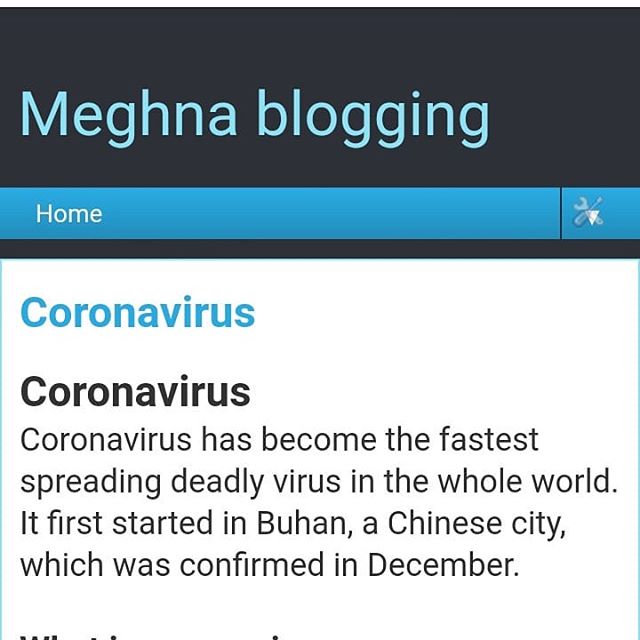 Meghna blogging
Home
Coronavirus
Coronavirus
Coronavirus has become the fastest
spreading deadly virus in the whole world.
It first started in Buhan, a Chinese city,
which was confirmed in December.